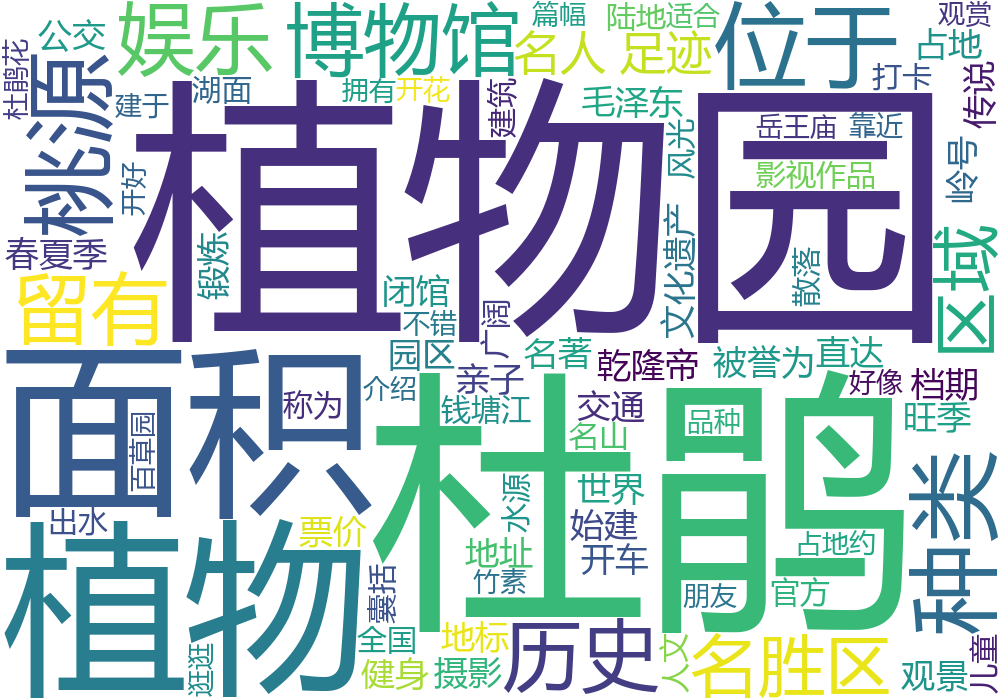 娱乐
博物馆
篇幅
陆地适合
观赏
公交
名人
足迹
位于
占地
杜鹃花
桃源
建于
湖面
拥有
开花
建筑
毛泽东
打卡
传说
植物园
风光
岳王庙
靠近
影视作品
岭号
开好
春夏季
锻炼
闭馆
文化遗产
散落
区域
留有
不错
广阔
园区
名著
乾隆帝
被誉为
直达
面积
称为
介绍
亲子
杜鹃
好像
档期
百草园
钱塘江
交通
名山
品种
旺季
出水
票价
水源
世界
始建
种类
植物
囊括
地址
竹素
开车
占地约
朋友
官方
逛逛
全国
地标
历史
健身
摄影
人文
名胜区
观景
儿童